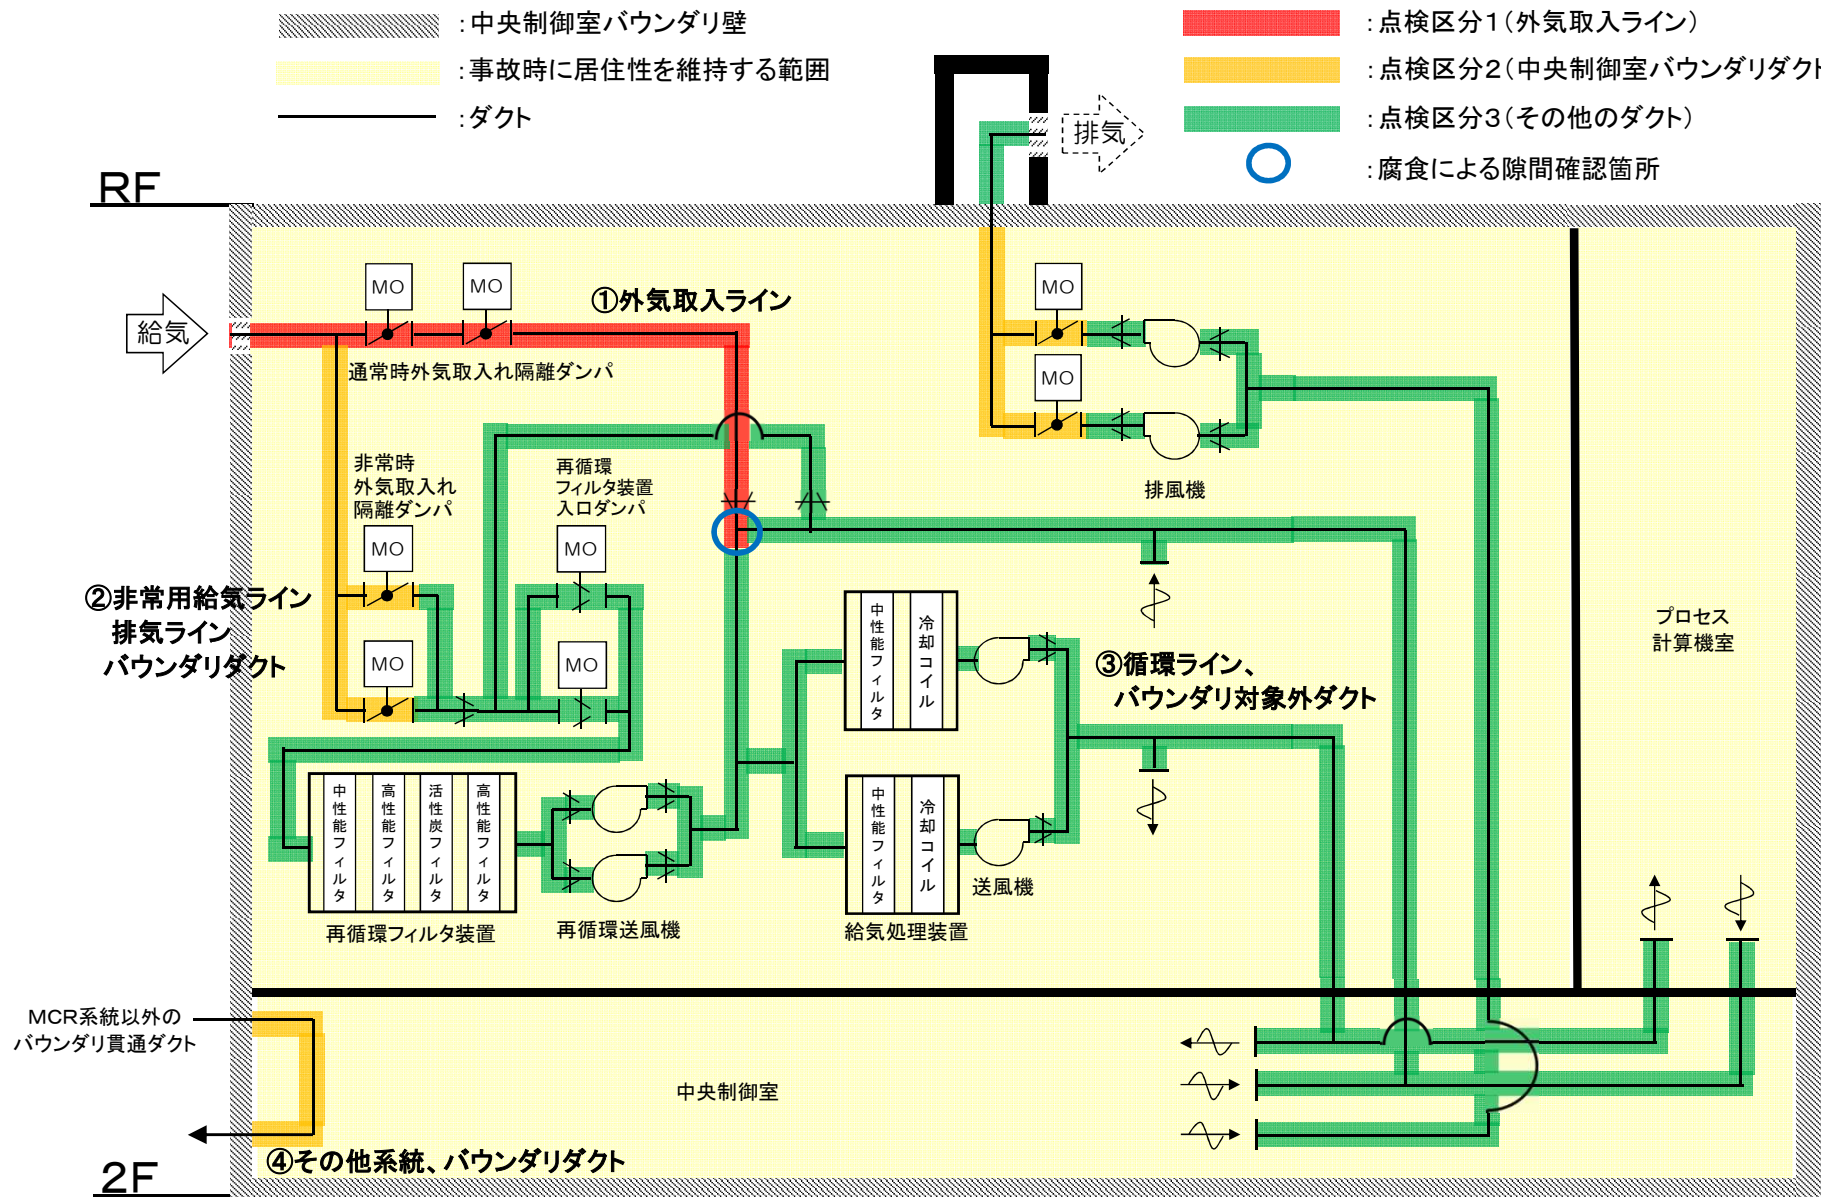 :中央制御室バウンダリ壁
:事故時に居住性を維持する範囲
:ダクト
:点検区分1(外気取入ライン)
:点検区分2(中央制御室バウンダリダクト
:点検区分3(その他のダクト)
:腐食による隙間確認箇所
排気
RF
給気
MO
MO
①外気取入ライン
通常時外気取入れ隔離ダンパ
MO
MO
排風機
非常時
外気取入れ
隔離ダンパ
再循環
フィルタ装置
入口ダンパ
MO
MO
②非常用給気ライン
排気ライン
バウンダリダクト
MO
MO
中性能フィルタ
冷却コイル
③循環ライン、
バウンダリ対象外ダクト
プロセス
計算機室
中性能フィルタ
高性能フィルタ
活性炭フィルタ
高性能フィルタ
中性能フィルタ
冷却コイル
送風機
再循環フィルタ装置
再循環送風機
給気処理装置
MCR系統以外の
バウンダリ貫通ダクト
中央制御室
④その他系統、バウンダリダクト
2F